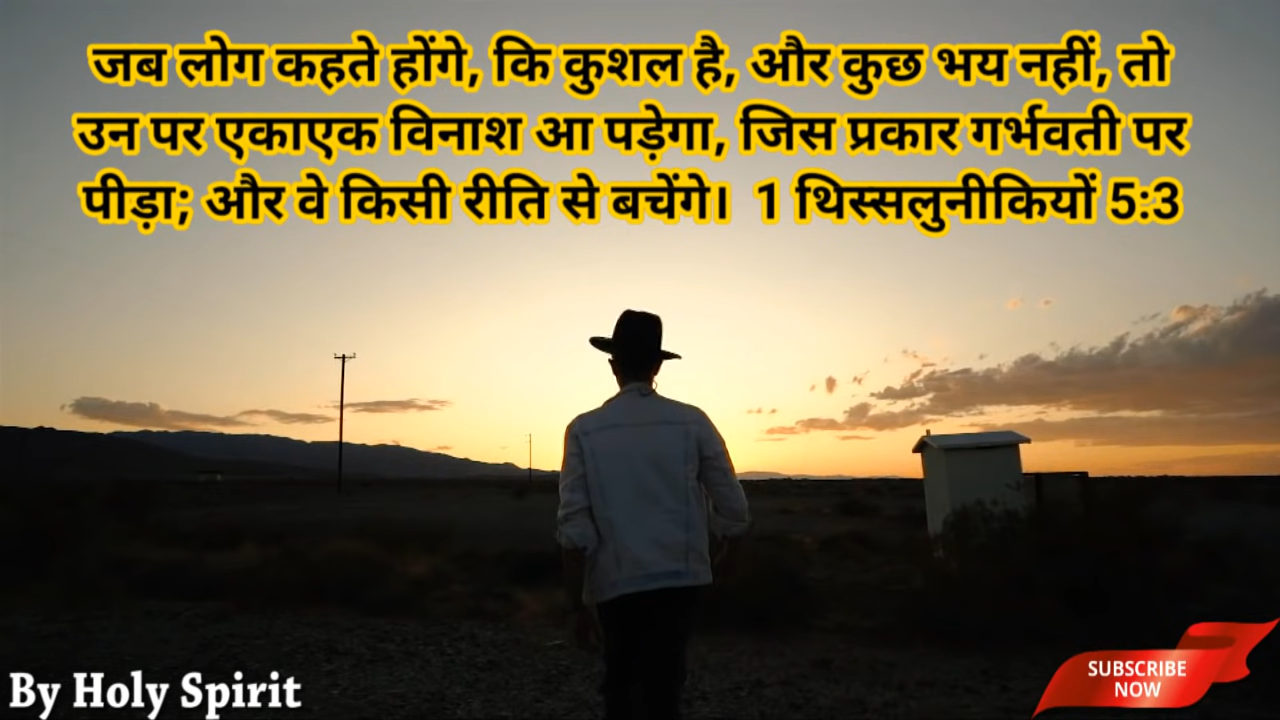 जब लोग कहते होंगे, कि कुशल है, और कुछ भय नहीं, तो
उन पर एकाएक विनाश आ पड़ेगा, जिस प्रकार गर्भवती पर
पीड़ा; और वे किसी रीति से बचेंगे। 1 थिस्सलुनीकियों 5:3
By Holy Spirit
SUBSCRIBE
NOW